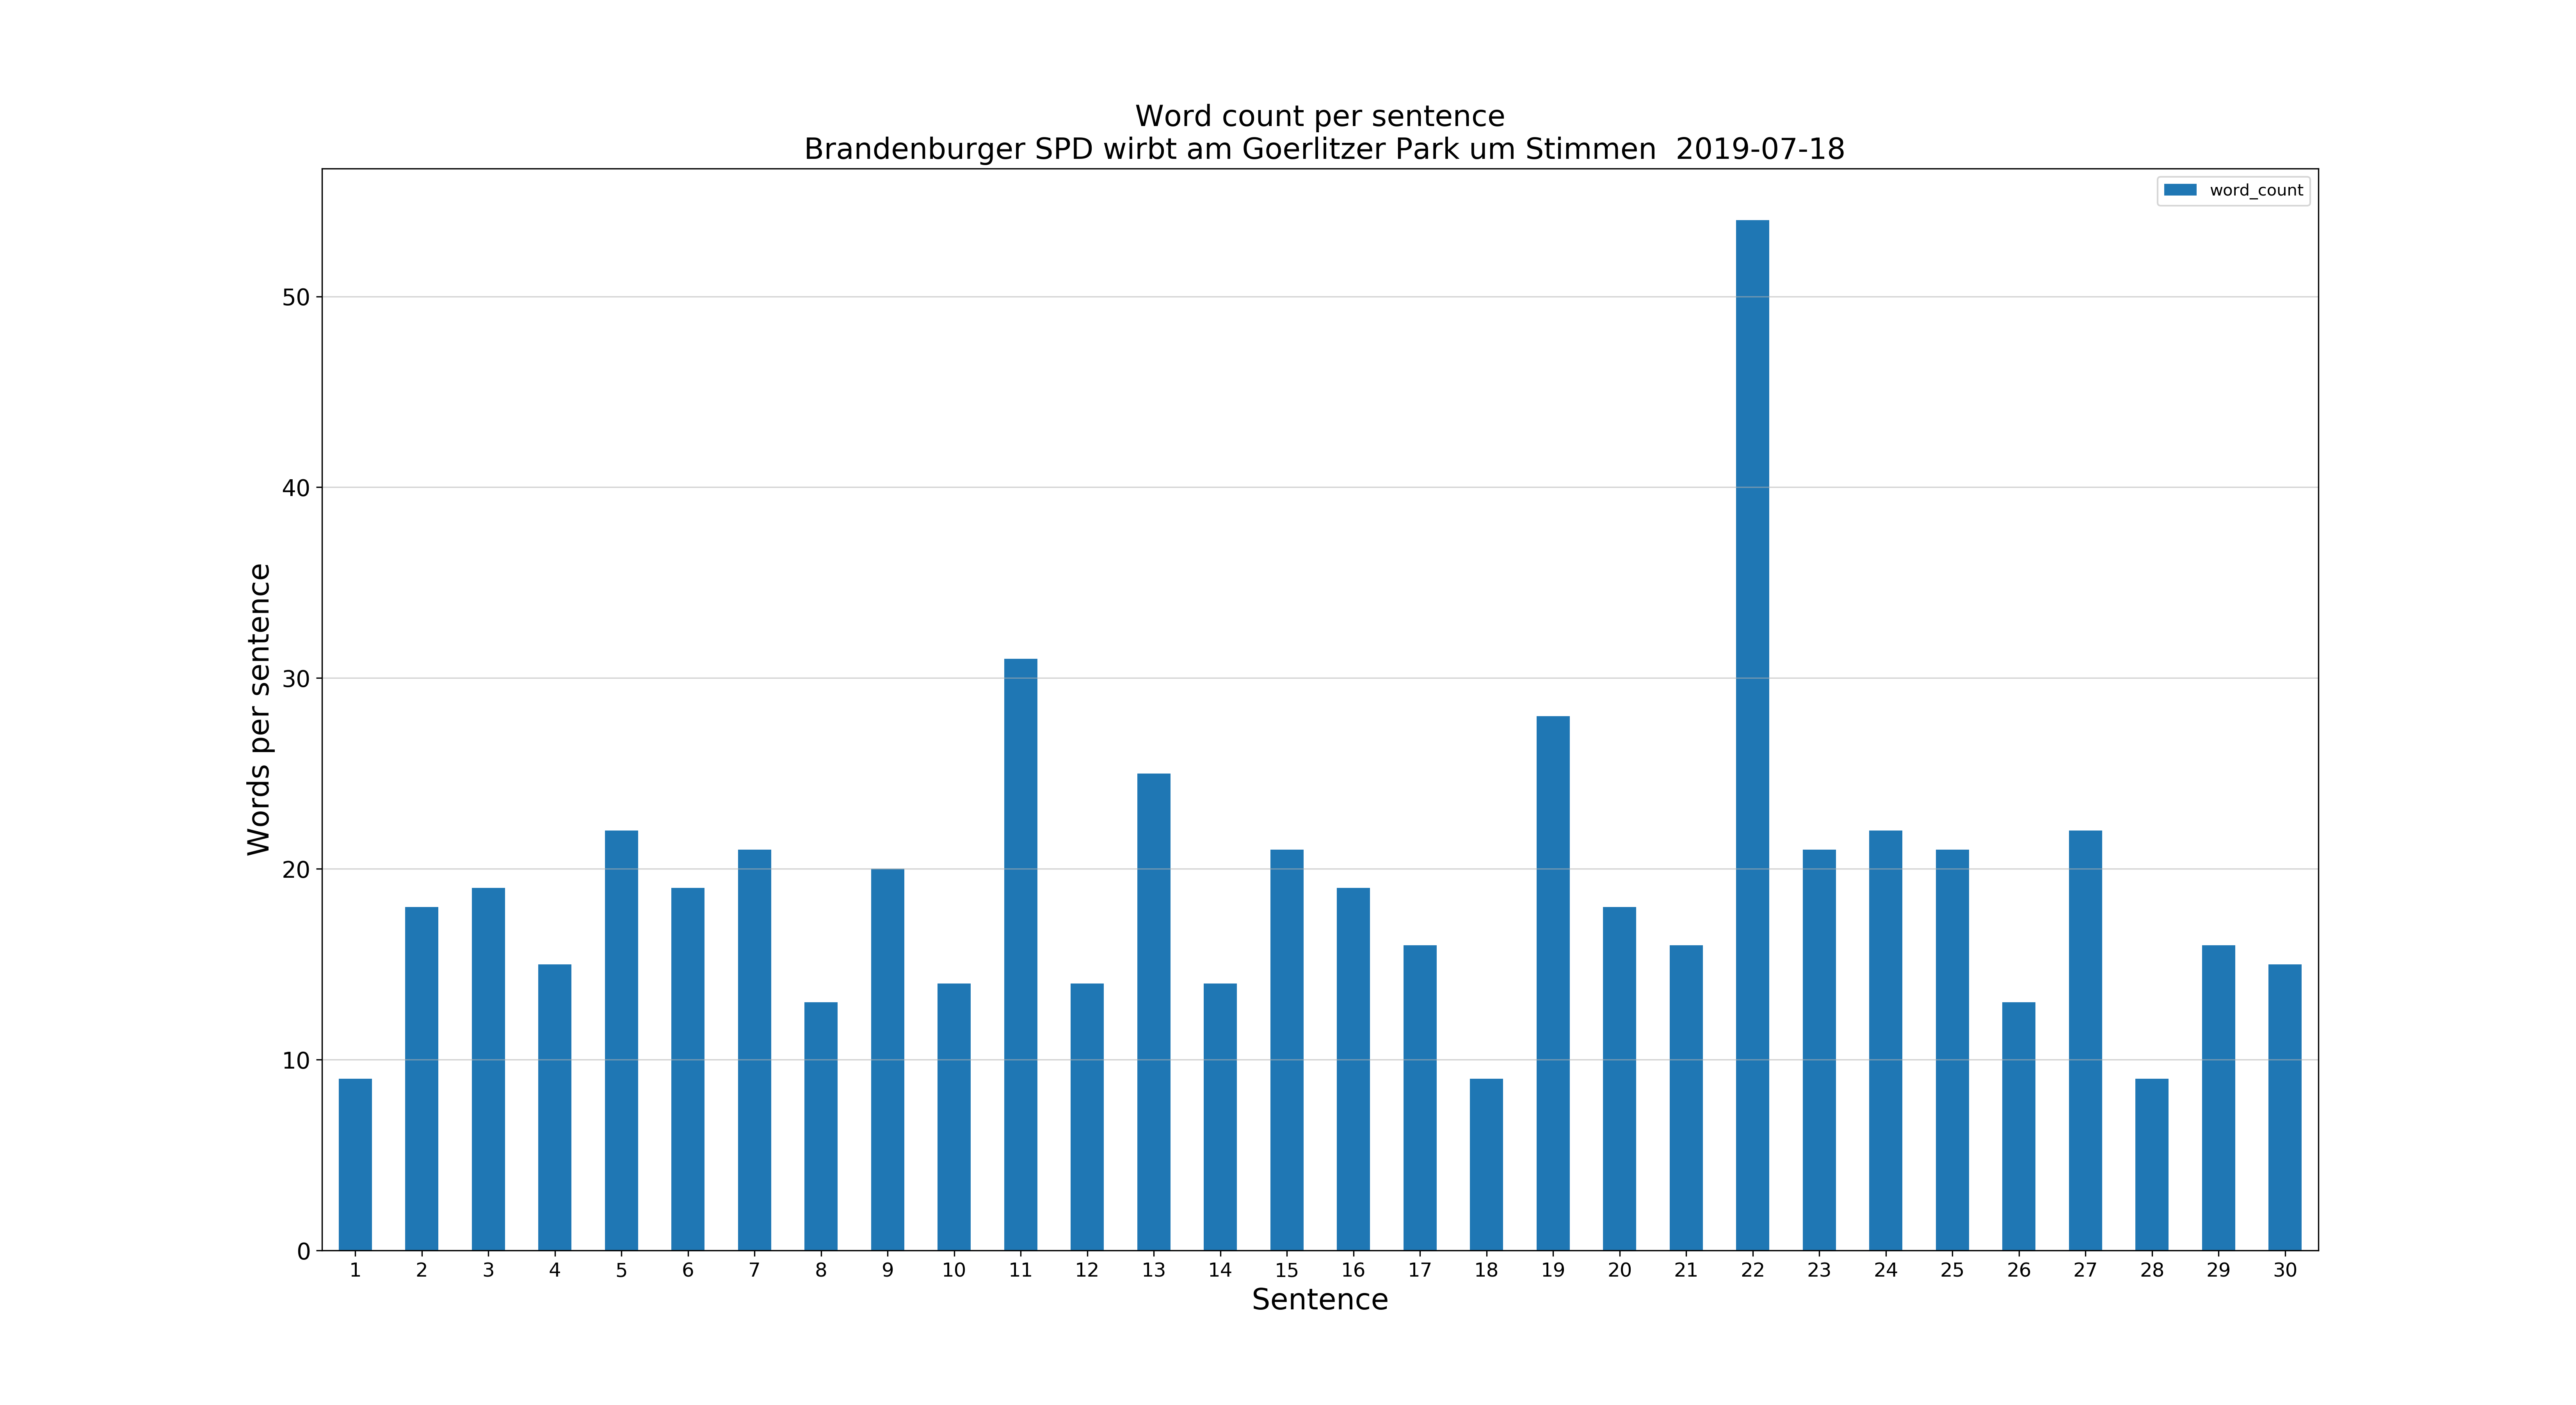 Word count per sentence
Brandenburger SPD wirbt am Goerlitzer Park um Stimmen  2019-07-18
word_count
Words per sentence
50
40
30
20
10
0
1 2 3 4 5 6 7 8 9 10 11 12 13 14 15 16 17 18 19 20 21 22 23 24 25 26 27 28 29 30
Sentence